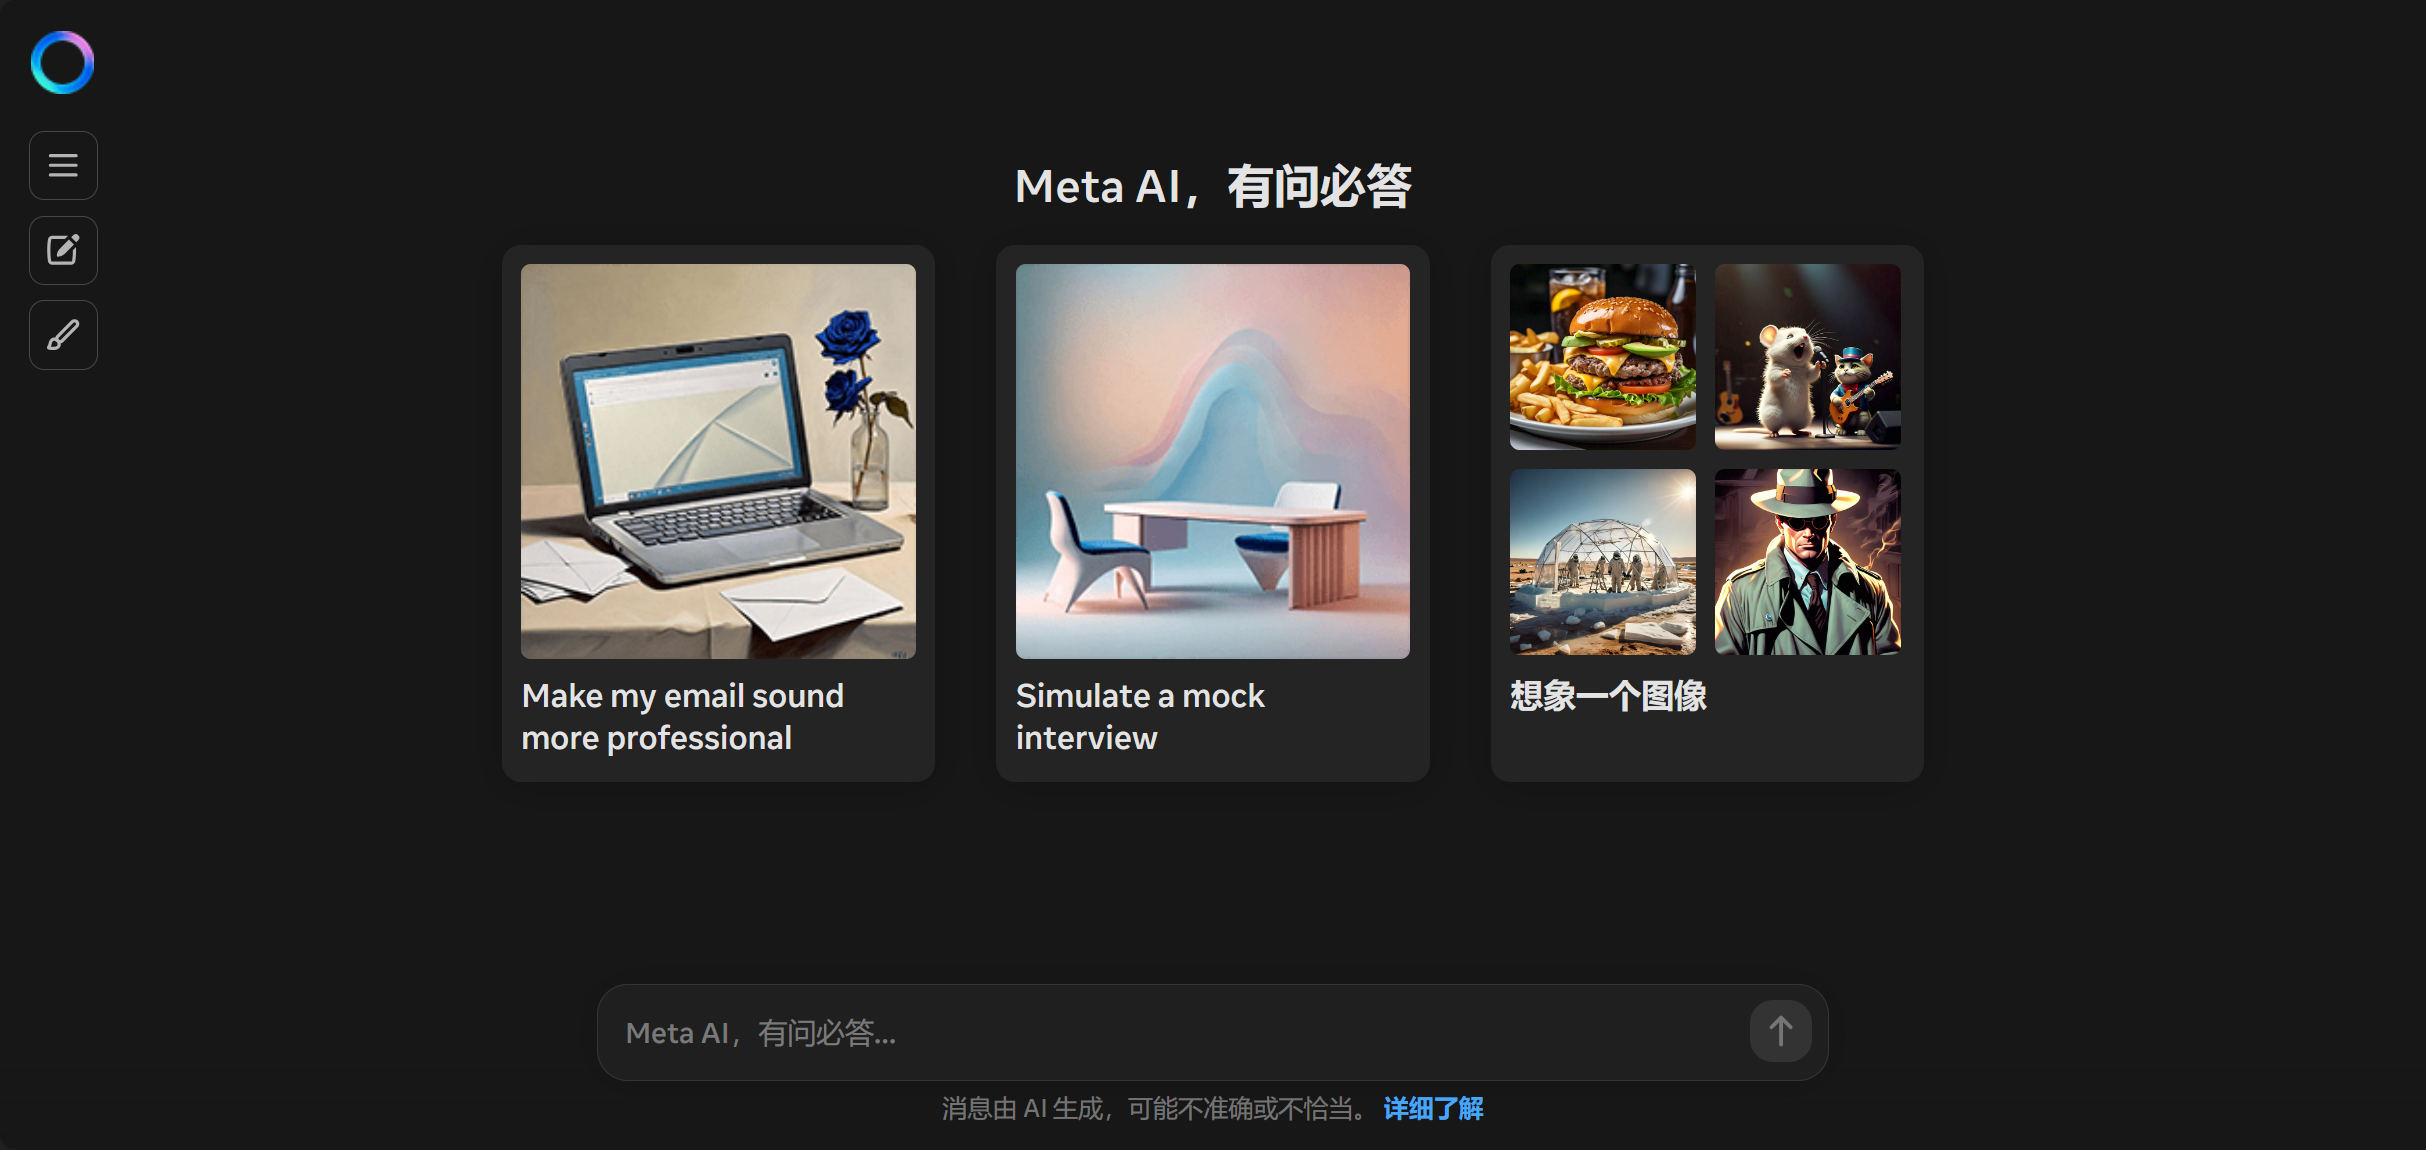 Meta AI，有问必答
Make my email sound
more professional
Simulate a mock
interview
想象一个图像
Meta AI，有问必答...
消息由 AI 生成，可能不准确或不恰当。 详细了解